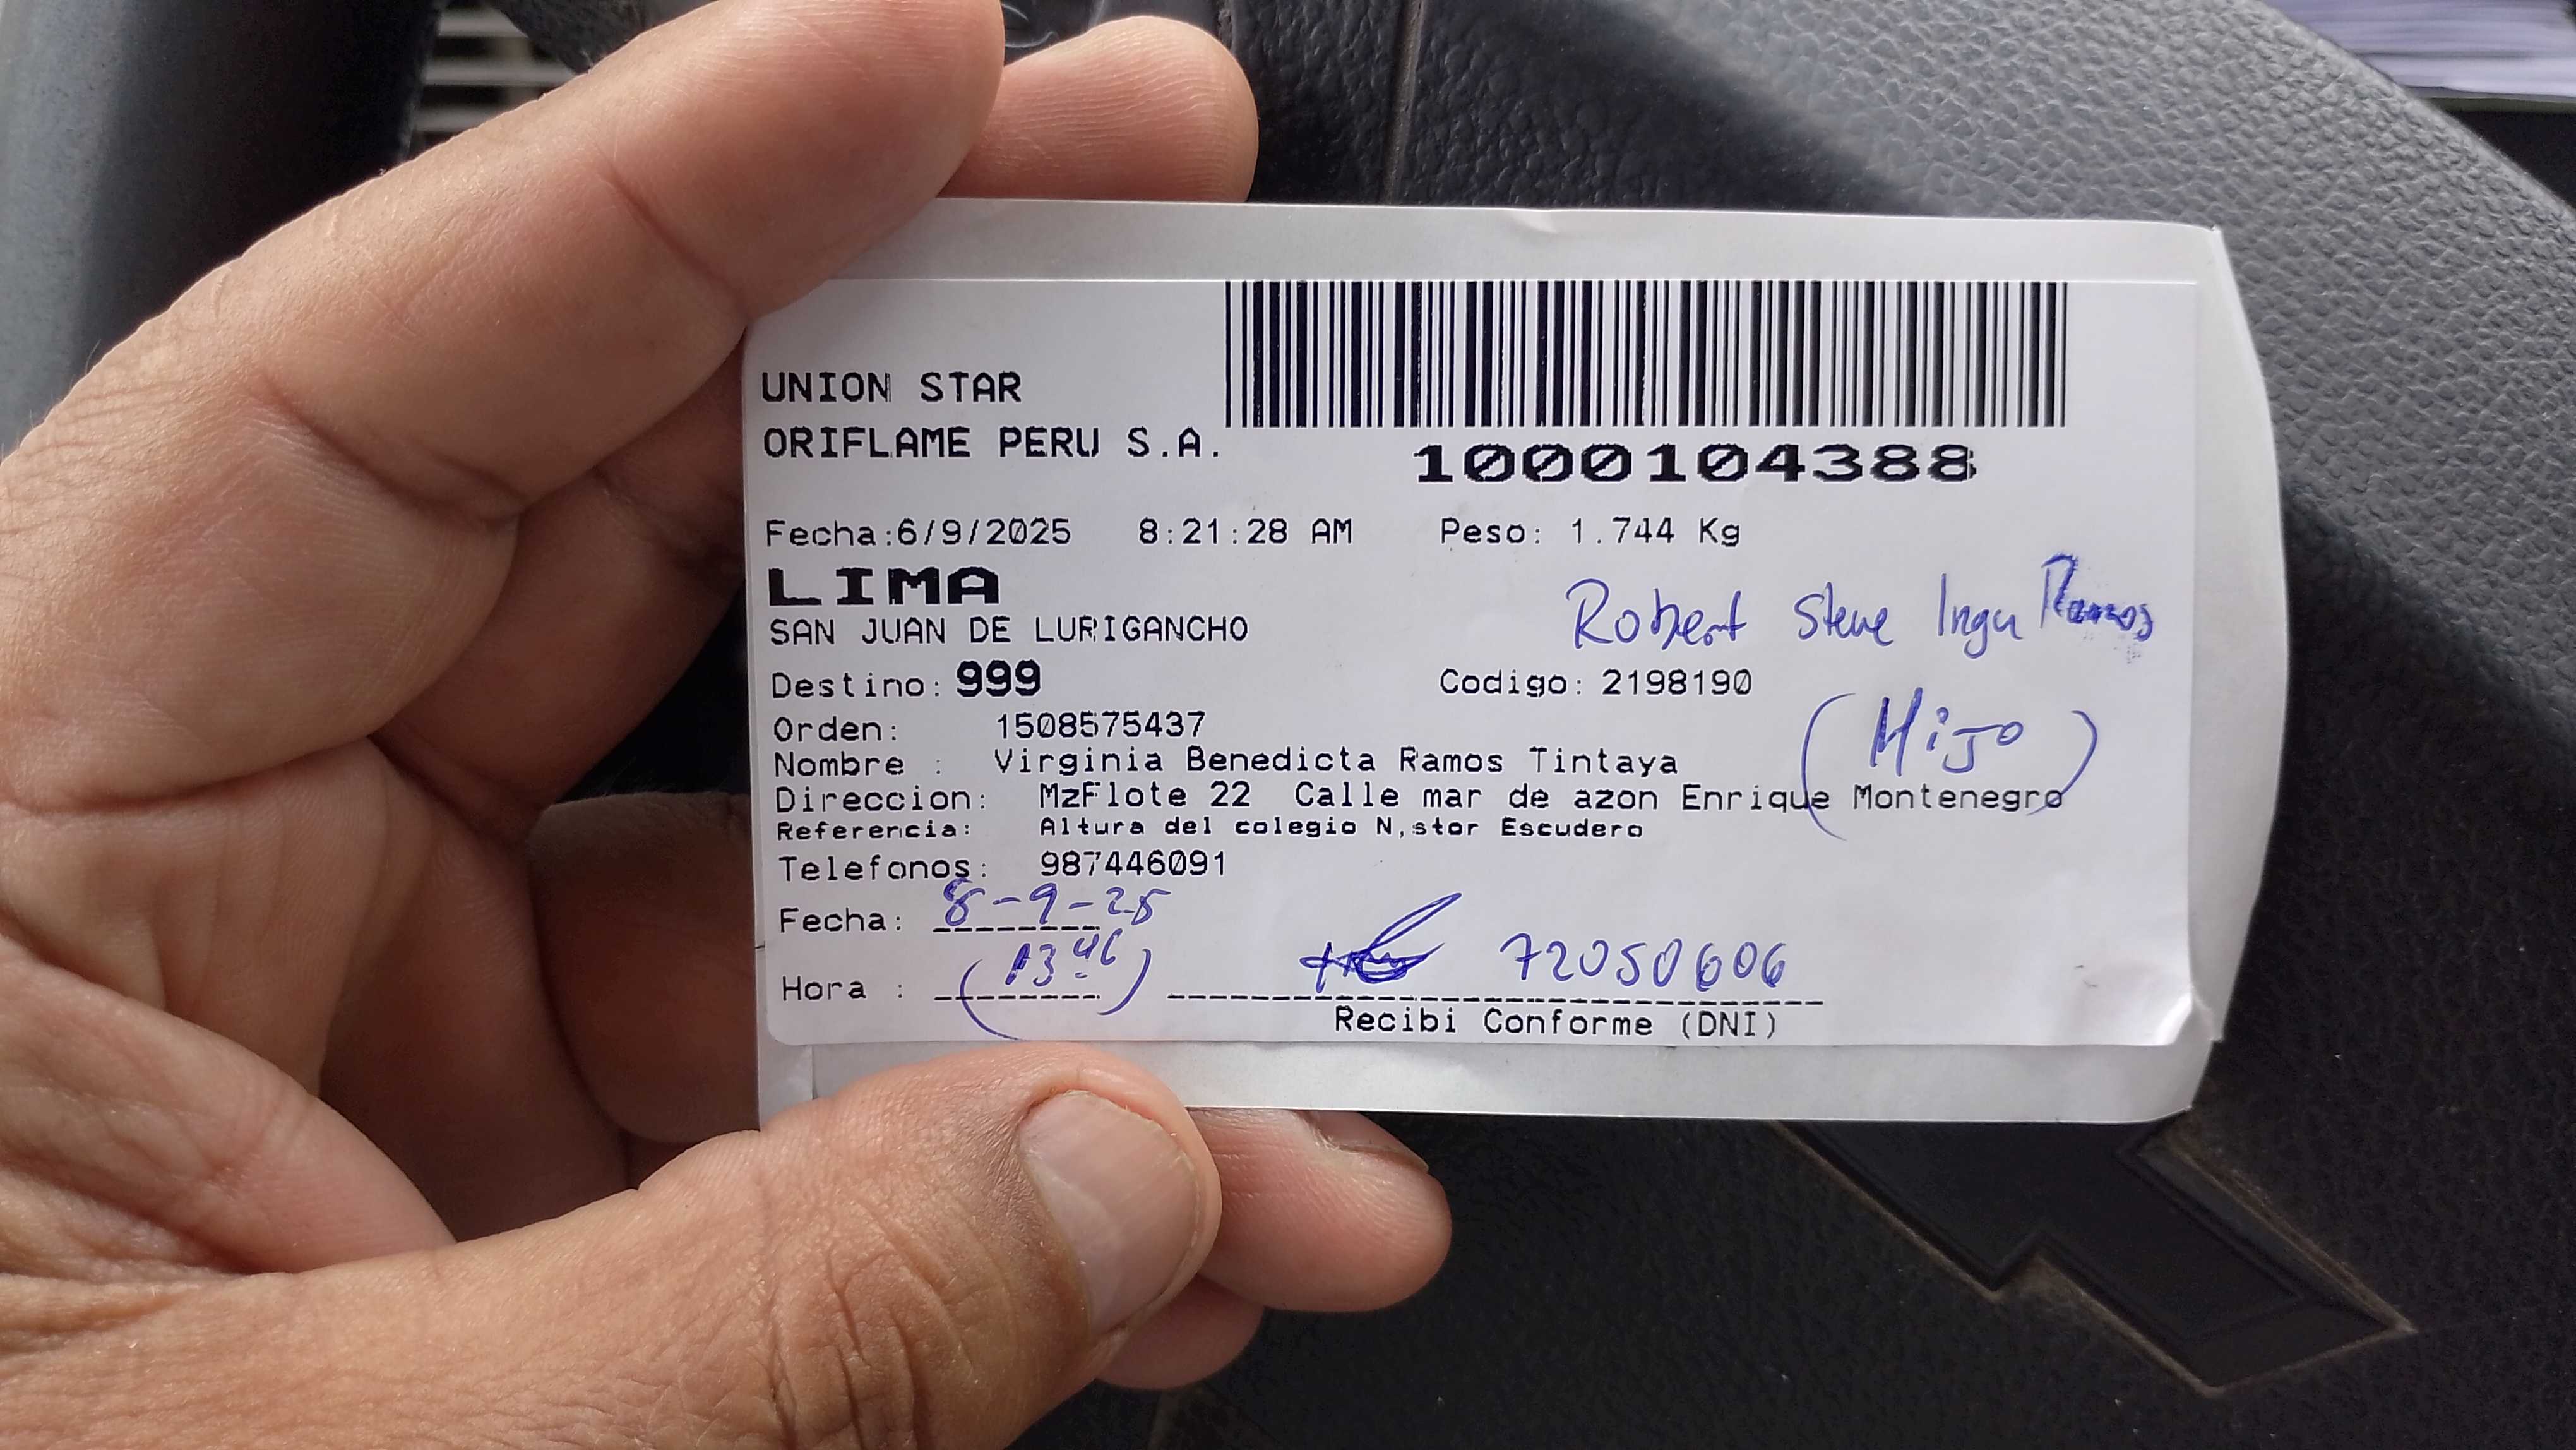 UNION STAR
ORIFLAME PERU S.A.
1000104388
Fecha:6/9/2025 8:21:28 AM Peso: 1.744 Kg
LIMA
Robert Steve Inga Ramos
SAN JUAN DE LURIGANCHO
Destino: 999 Codigo: 2198190
(Hijo)
Orden: 1508575437
Nombre : Virginia Benedicta Ramos Tintaya
Direccion: MzFlote 22 Calle mar de azon Enrique Montenegro
Referencia: Altura del colegio N,stor Escudero
Telefonos: 987446091
Fecha: 8-9-25
Hora : (13 46) 72050606
Recibi Conforme (DNI)